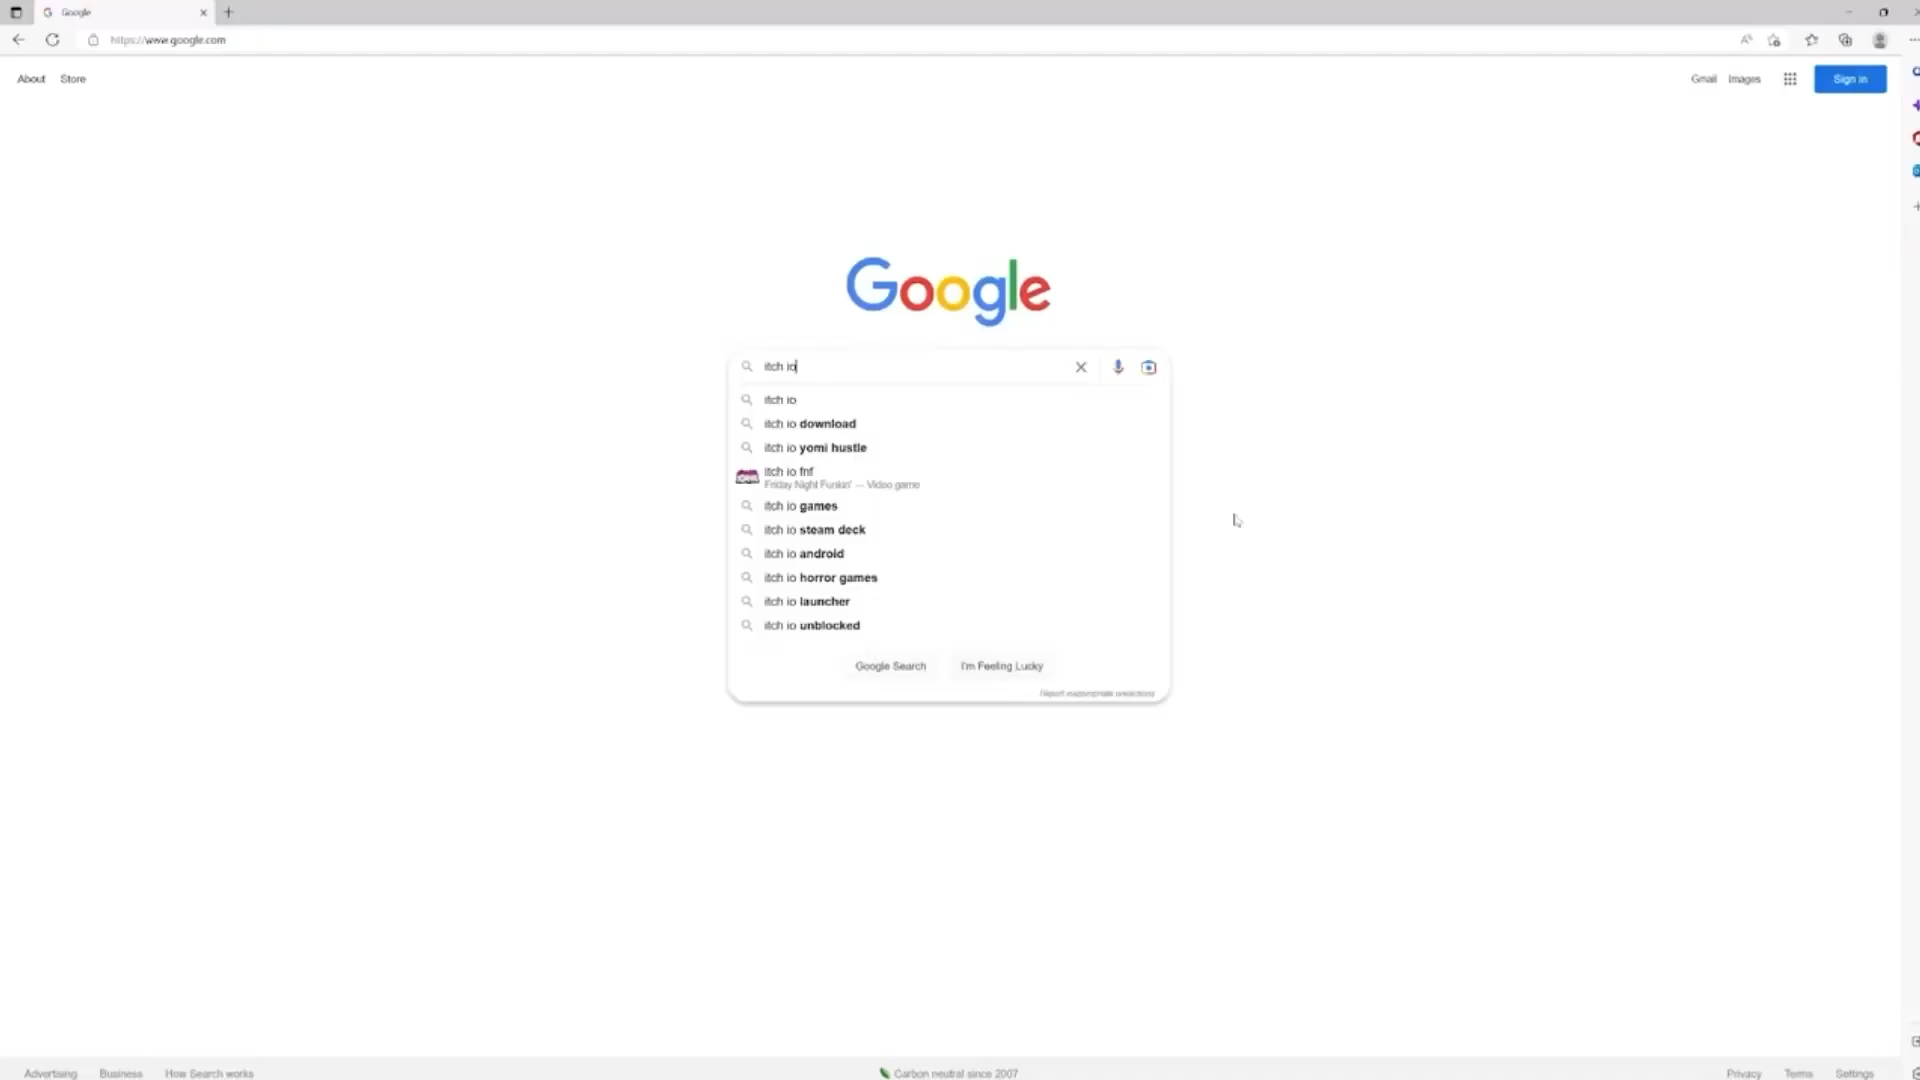 Google
https://www.google.com
About Store
Gmail Images Sign in
Google
itch io
itch io
itch io download
itch io yomi hustle
itch io fnf
Friday Night Funkin' — Video game
itch io games
itch io steam deck
itch io android
itch io horror games
itch io launcher
itch io unblocked
Google Search I'm Feeling Lucky
Report inappropriate predictions
Advertising Business How Search works
Carbon neutral since 2007
Privacy Terms Settings